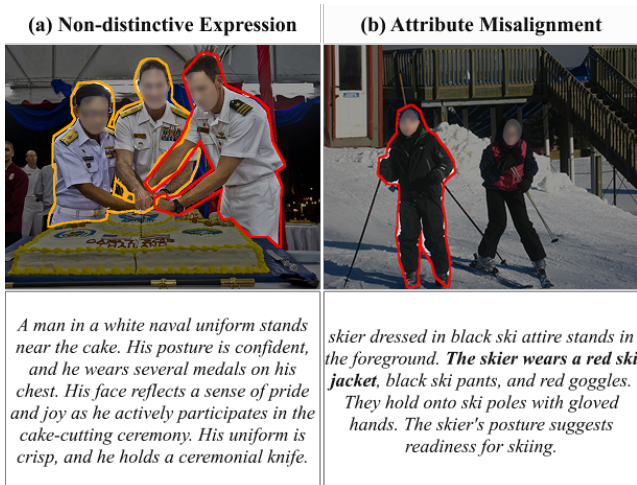 (a) Non-distinctive Expression
(b) Attribute Misalignment
A man in a white naval uniform stands
near the cake. His posture is confident,
and he wears several medals on his
chest. His face reflects a sense of pride
and joy as he actively participates in the
cake-cutting ceremony. His uniform is
crisp, and he holds a ceremonial knife.
skier dressed in black ski attire stands in
the foreground. The skier wears a red ski
jacket, black ski pants, and red goggles.
They hold onto ski poles with gloved
hands. The skier's posture suggests
readiness for skiing.